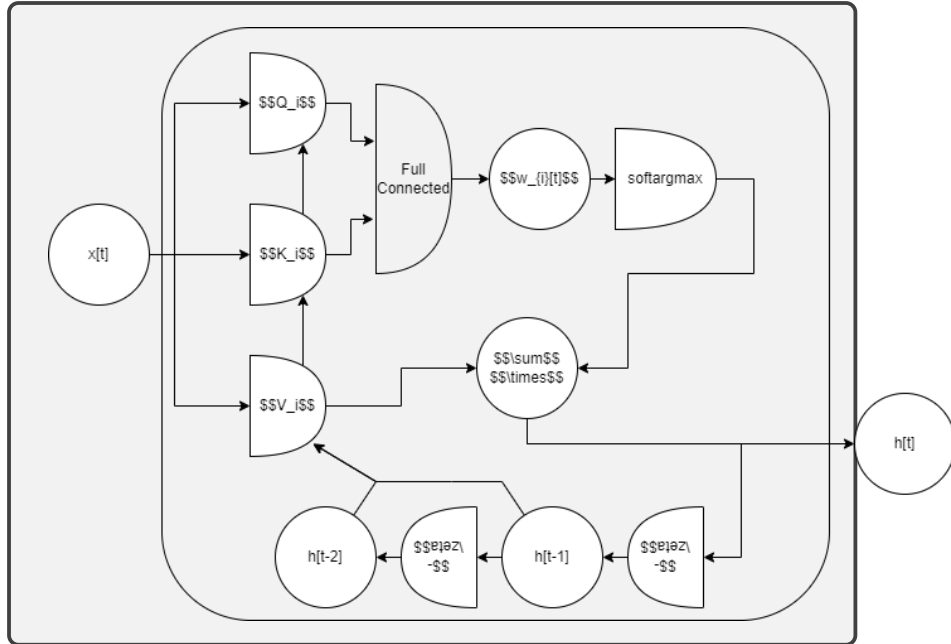 $$Q_i$$
Full
Connected
$$w_{i}[t]$$
softargmax
x[t]
$$K_i$$
$$\sum$$
$$\times$$
$$V_i$$
h[t]
h[t-2]
$$-
\zeta$$
h[t-1]
$$-
\zeta$$